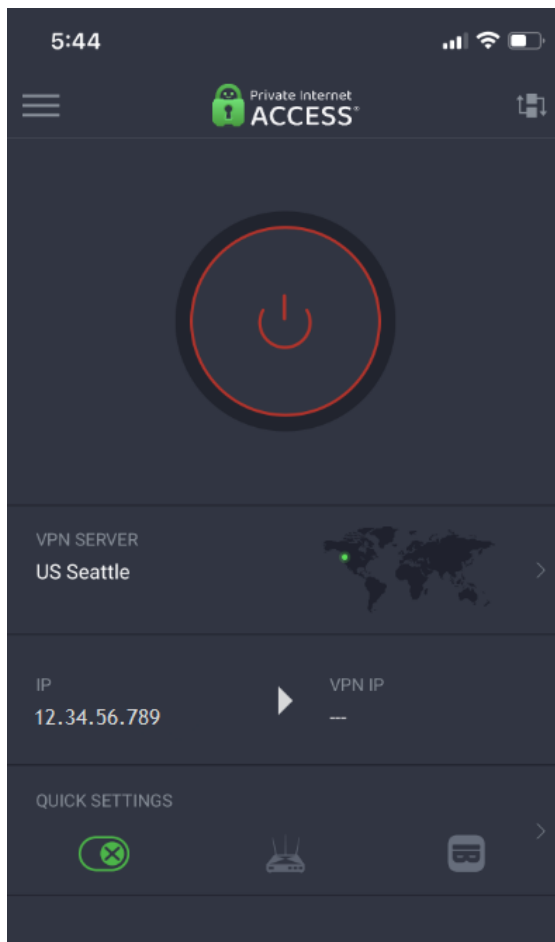 5:44
Private Internet
ACCESS®
VPN SERVER
US Seattle
IP
12.34.56.789
VPN IP
---
QUICK SETTINGS